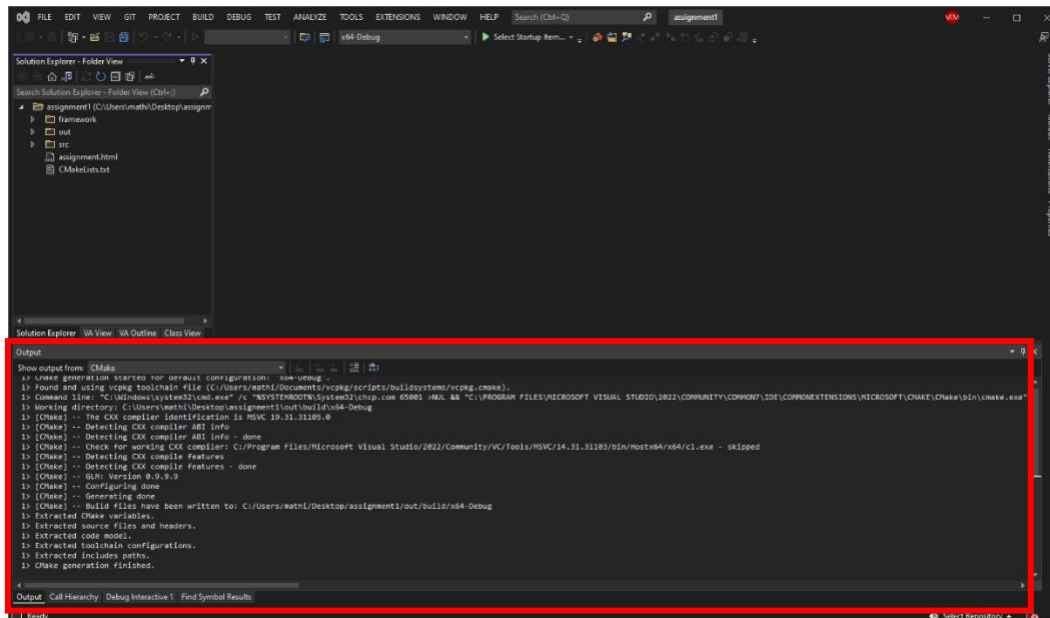 FILE EDIT VIEW GIT PROJECT BUILD DEBUG TEST ANALYZE TOOLS EXTENSIONS WINDOW HELP Search (Ctrl+Q) assignment1
x64-Debug Select Startup Item...
Solution Explorer - Folder View
Search Solution Explorer - Folder View (Ctrl+;)
assignment1 (C:\Users\mathi\Desktop\assignm
framework
out
src
assignment.html
CMakeLists.txt
Solution Explorer VA View VA Outline Class View
Output
Show output from: CMake
1> CMake generation started for default configuration: 'x64-Debug'.
1> Found and using vcpkg toolchain file (C:/Users/mathi/Documents/vcpkg/scripts/buildsystems/vcpkg.cmake).
1> Command line: "C:\Windows\system32\cmd.exe" /c "%SYSTEMROOT%\System32\chcp.com 65001 >NUL && "C:\PROGRAM FILES\MICROSOFT VISUAL STUDIO\2022\COMMUNITY\COMMON7\IDE\COMMONEXTENSIONS\MICROSOFT\CMAKE\CMake\bin\cmake.exe"
1> Working directory: C:\Users\mathi\Desktop\assignment1\out\build\x64-Debug
1> [CMake] -- The CXX compiler identification is MSVC 19.31.31105.0
1> [CMake] -- Detecting CXX compiler ABI info
1> [CMake] -- Detecting CXX compiler ABI info - done
1> [CMake] -- Check for working CXX compiler: C:/Program Files/Microsoft Visual Studio/2022/Community/VC/Tools/MSVC/14.31.31103/bin/Hostx64/x64/cl.exe - skipped
1> [CMake] -- Detecting CXX compile features
1> [CMake] -- Detecting CXX compile features - done
1> [CMake] -- GLM: Version 0.9.9.9
1> [CMake] -- Configuring done
1> [CMake] -- Generating done
1> [CMake] -- Build files have been written to: C:/Users/mathi/Desktop/assignment1/out/build/x64-Debug
1> Extracted CMake variables.
1> Extracted source files and headers.
1> Extracted code model.
1> Extracted toolchain configurations.
1> Extracted includes paths.
1> CMake generation finished.
Output Call Hierarchy Debug Interactive 1 Find Symbol Results
Ready Select Repository